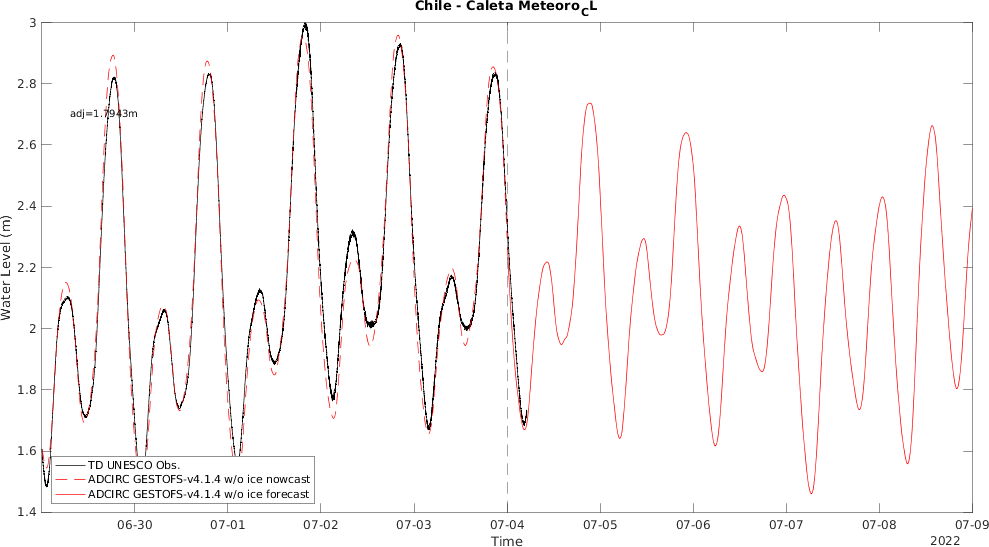 Chile - Caleta Meteoro_CL
3
2.8
adj=1.7943m
2.6
2.4
Water Level (m)
2.2
2
1.8
1.6
TD UNESCO Obs.
ADCIRC GESTOFS-v4.1.4 w/o ice nowcast
ADCIRC GESTOFS-v4.1.4 w/o ice forecast
1.4
06-30 07-01 07-02 07-03 07-04 07-05 07-06 07-07 07-08 07-09
Time
2022